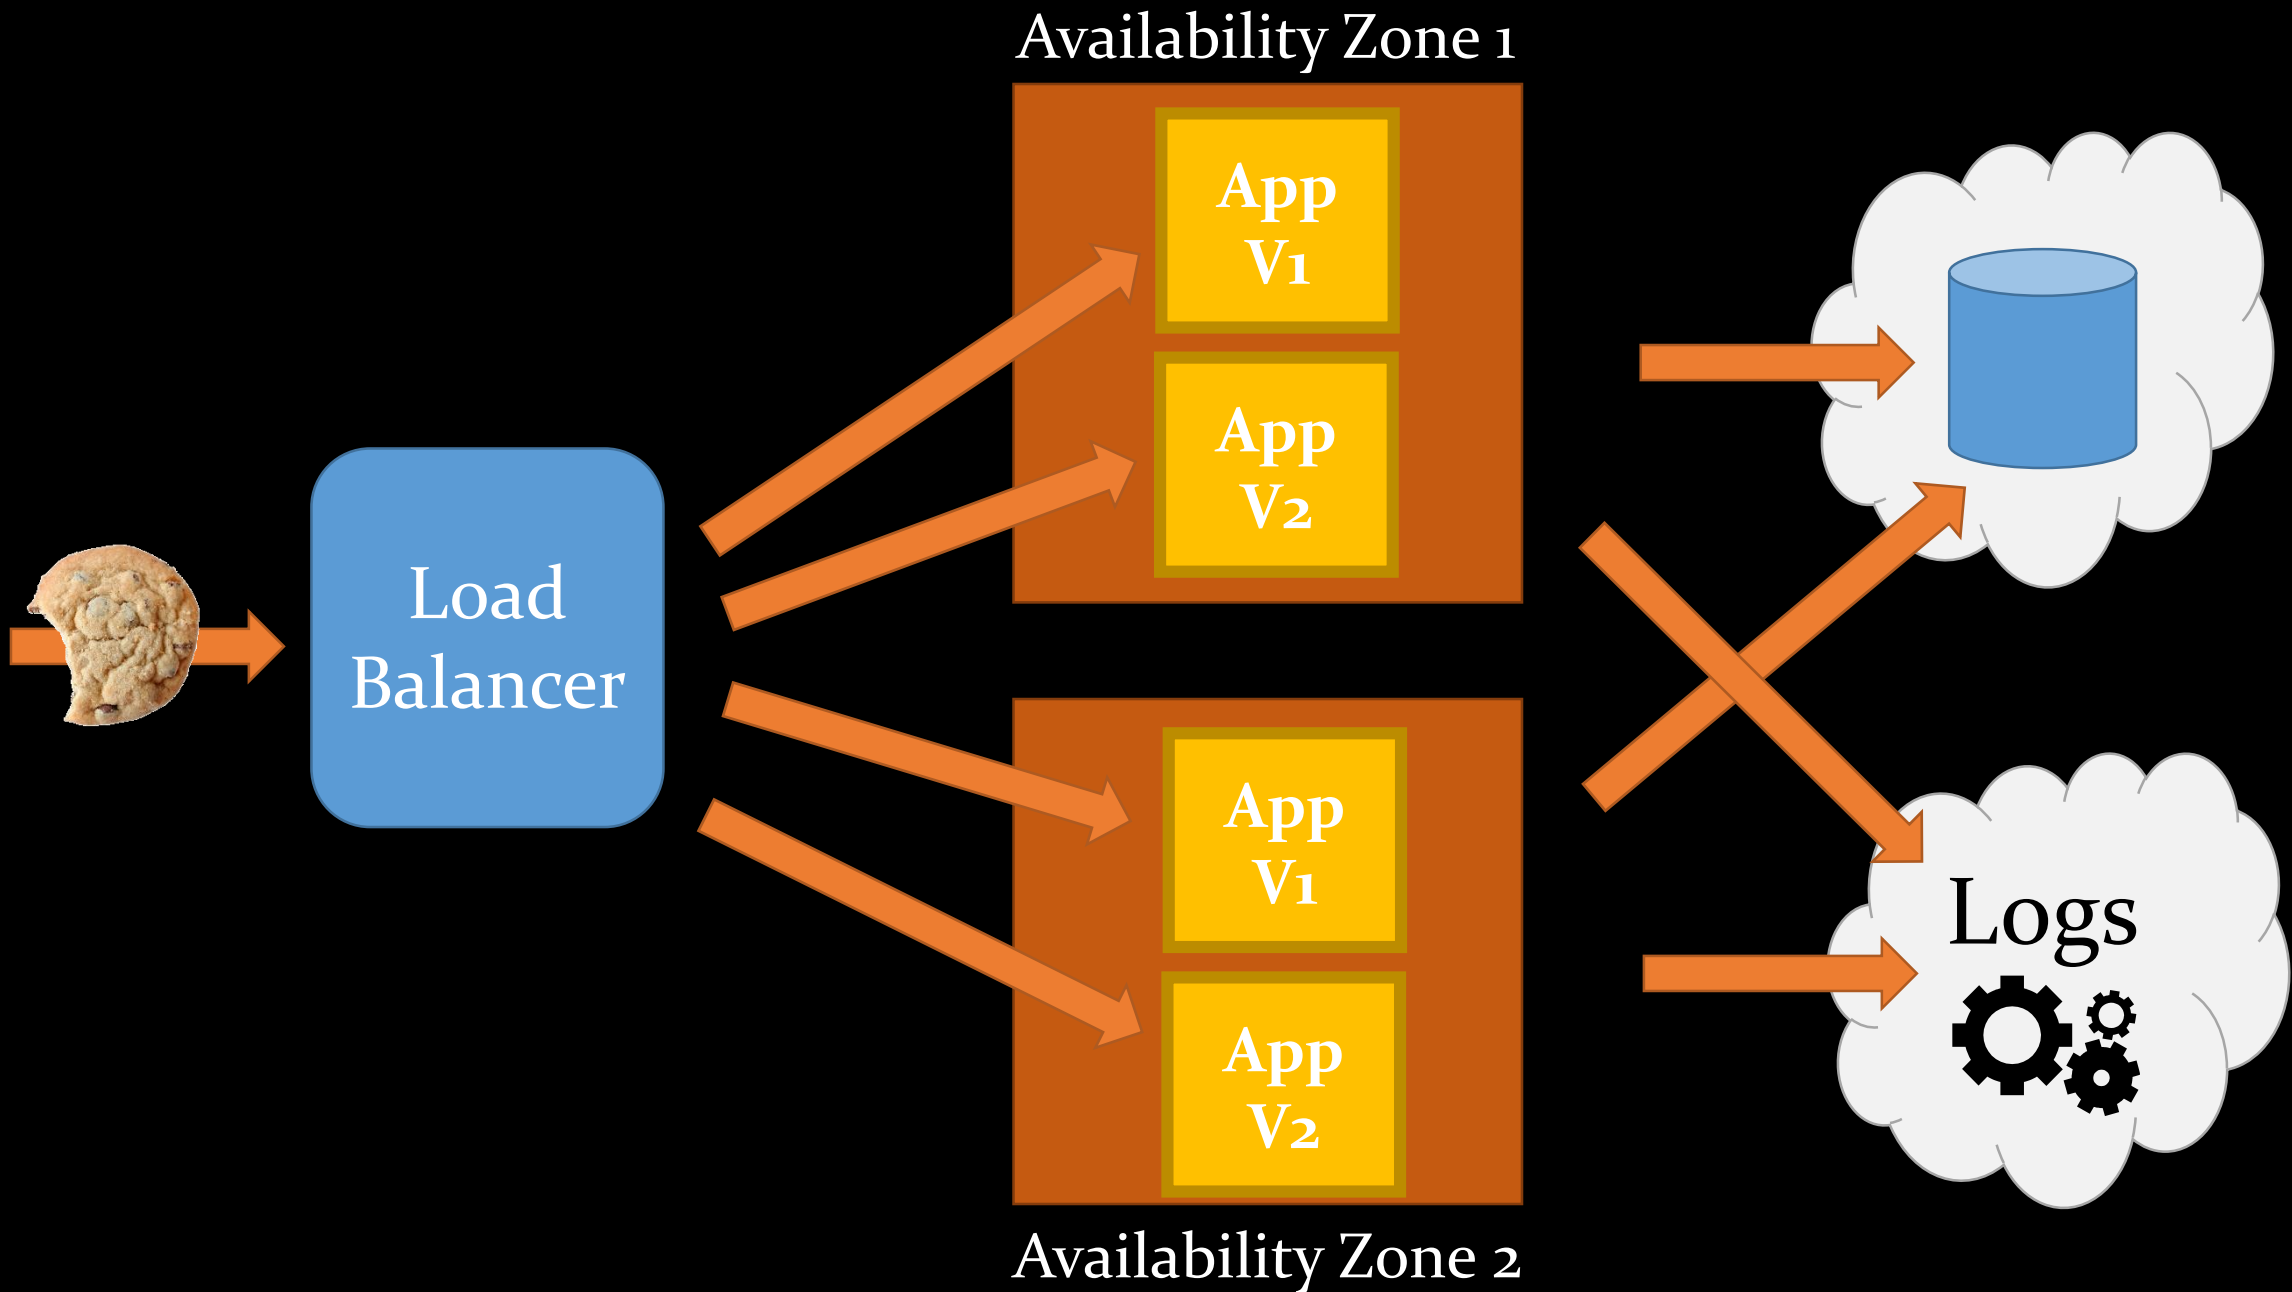 Availability Zone 1
App
V1
App
V2
Load
Balancer
App
V1
App
V2
Logs
Availability Zone 2